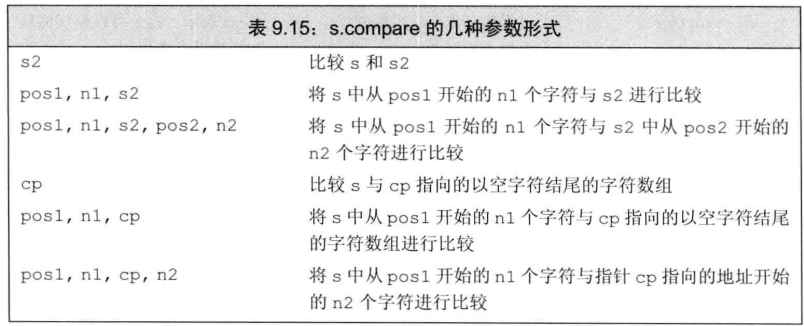 表 9.15：s.compare 的几种参数形式
s2 比较 s 和 s2
pos1, n1, s2 将 s 中从 pos1 开始的 n1 个字符与 s2 进行比较
pos1, n1, s2, pos2, n2 将 s 中从 pos1 开始的 n1 个字符与 s2 中从 pos2 开始的
n2 个字符进行比较
cp 比较 s 与 cp 指向的以空字符结尾的字符数组
pos1, n1, cp 将 s 中从 pos1 开始的 n1 个字符与 cp 指向的以空字符结尾
的字符数组进行比较
pos1, n1, cp, n2 将 s 中从 pos1 开始的 n1 个字符与指针 cp 指向的地址开始
的 n2 个字符进行比较